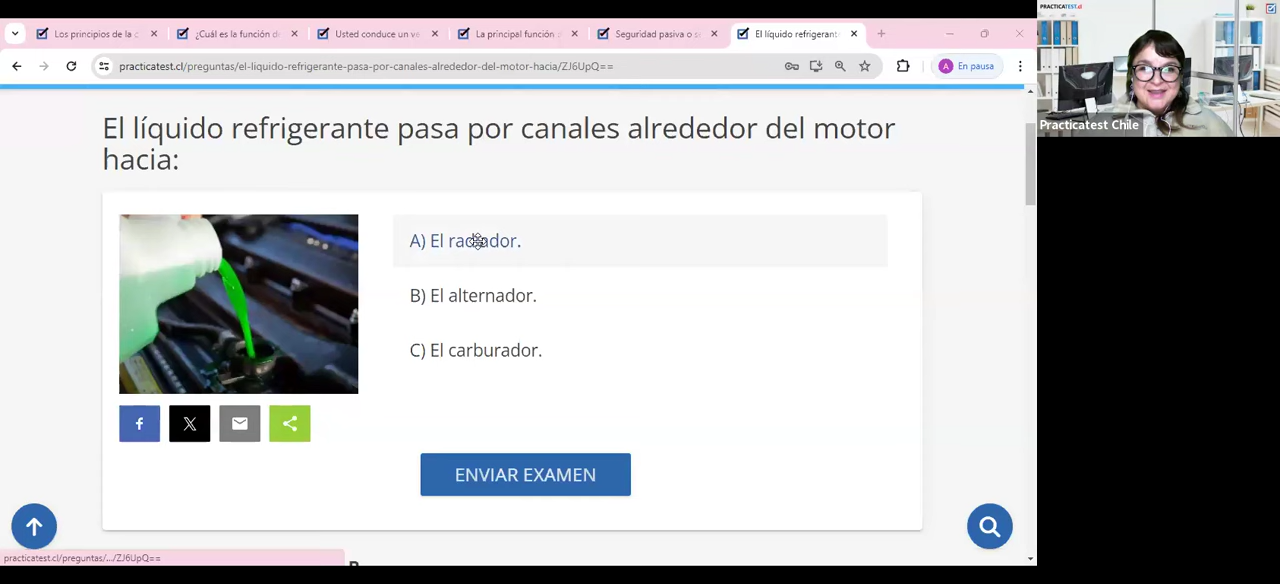 Los principios de la c
¿Cuál es la función d
Usted conduce un ve
La principal función d
Seguridad pasiva o s
El líquido refrigerant
practicatest.cl/preguntas/el-liquido-refrigerante-pasa-por-canales-alrededor-del-motor-hacia/ZJ6UpQ==
A
En pausa
PRACTICATEST.cl
Practicatest Chile
El líquido refrigerante pasa por canales alrededor del motor
hacia:
A) El radiador.
B) El alternador.
C) El carburador.
ENVIAR EXAMEN
practicatest.cl/preguntas/.../ZJ6UpQ==